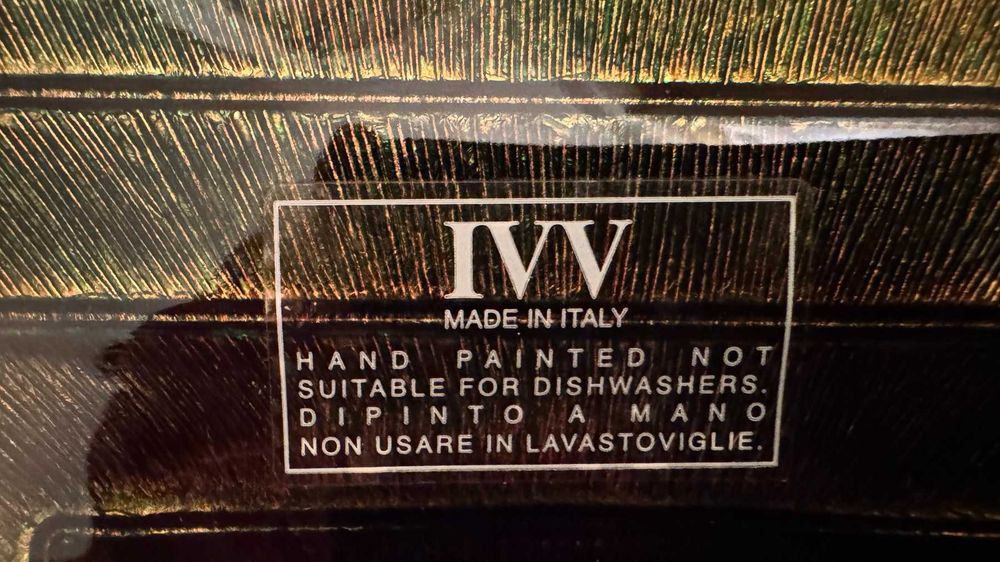 IVV
MADE IN ITALY
HAND PAINTED NOT
SUITABLE FOR DISHWASHERS.
DIPINTO A MANO
NON USARE IN LAVASTOVIGLIE.